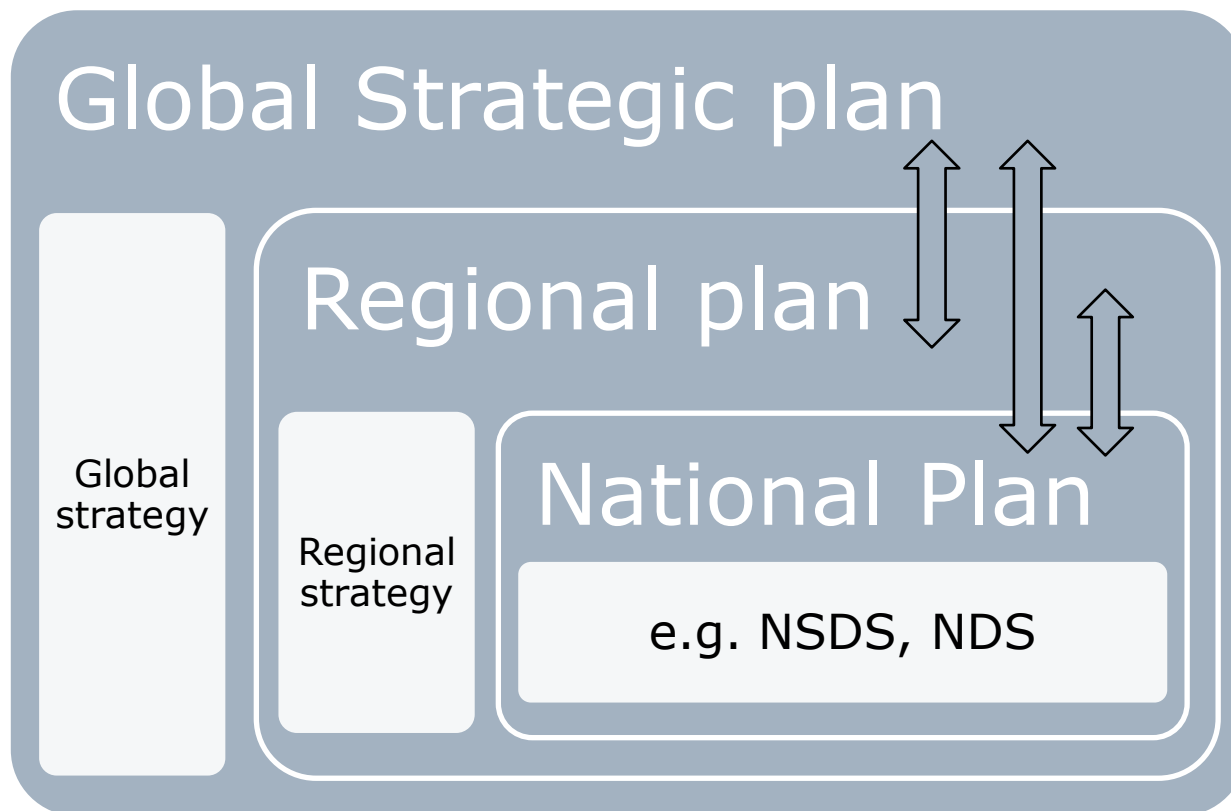 Global Strategic plan
Regional plan
Global
strategy
Regional
strategy
National Plan
e.g. NSDS, NDS